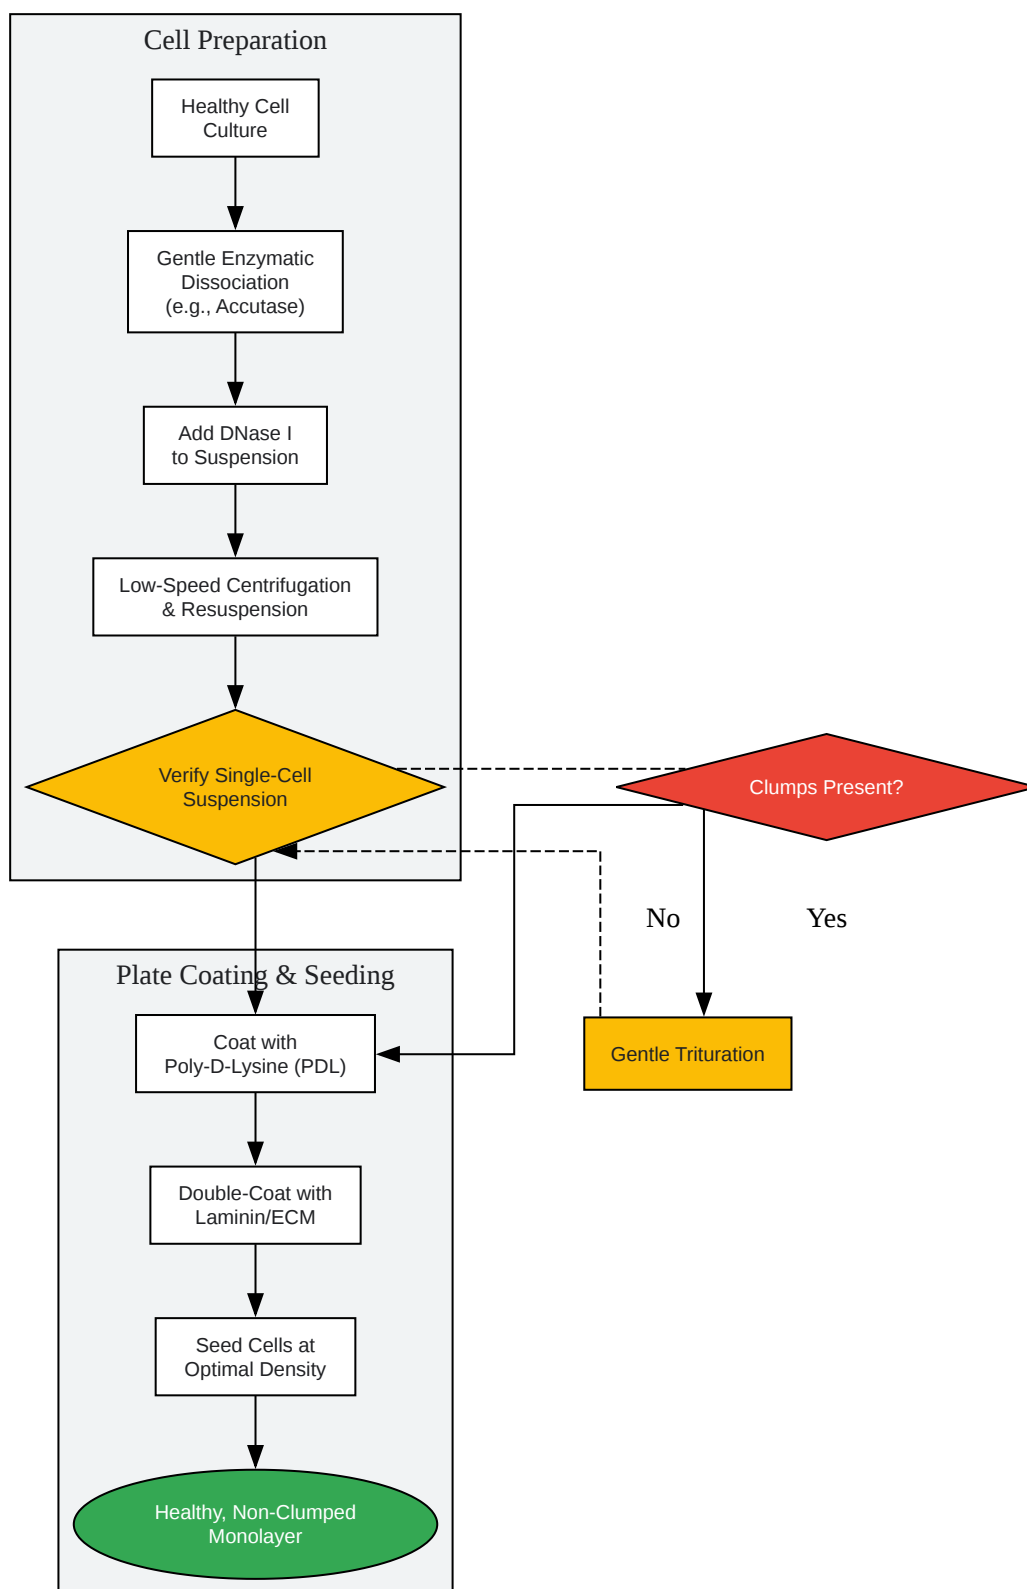 Cell Preparation
Healthy Cell
Culture
Gentle Enzymatic
Dissociation
(e.g., Accutase)
Add DNase I
to Suspension
Low-Speed Centrifugation
& Resuspension
Verify Single-Cell
Suspension
Clumps Present?
No
Yes
Plate Coating & Seeding
Coat with
Poly-D-Lysine (PDL)
Gentle Trituration
Double-Coat with
Laminin/ECM
Seed Cells at
Optimal Density
Healthy, Non-Clumped
Monolayer